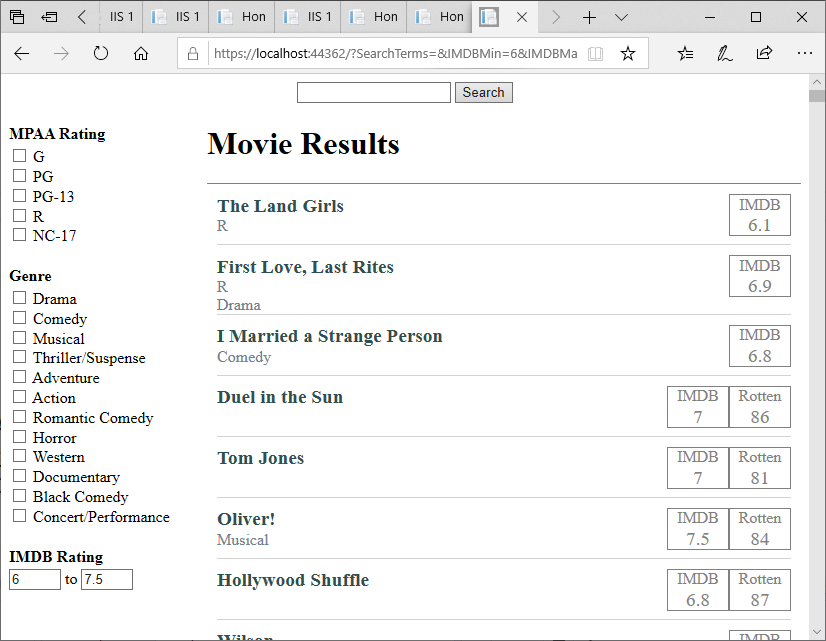 IIS 1
IIS 1
Hon
IIS 1
Hon
Hon
https://localhost:44362/?SearchTerms=&IMDBMin=6&IMDBMa
Search
MPAA Rating
G
PG
PG-13
R
NC-17
Genre
Drama
Comedy
Musical
Thriller/Suspense
Adventure
Action
Romantic Comedy
Horror
Western
Documentary
Black Comedy
Concert/Performance
IMDB Rating
6 to 7.5
Movie Results
The Land Girls
R
IMDB
6.1
First Love, Last Rites
R
Drama
IMDB
6.9
I Married a Strange Person
Comedy
IMDB
6.8
Duel in the Sun
IMDB Rotten
7 86
Tom Jones
IMDB Rotten
7 81
Oliver!
Musical
IMDB Rotten
7.5 84
Hollywood Shuffle
IMDB Rotten
6.8 87
Wilson
IMDB